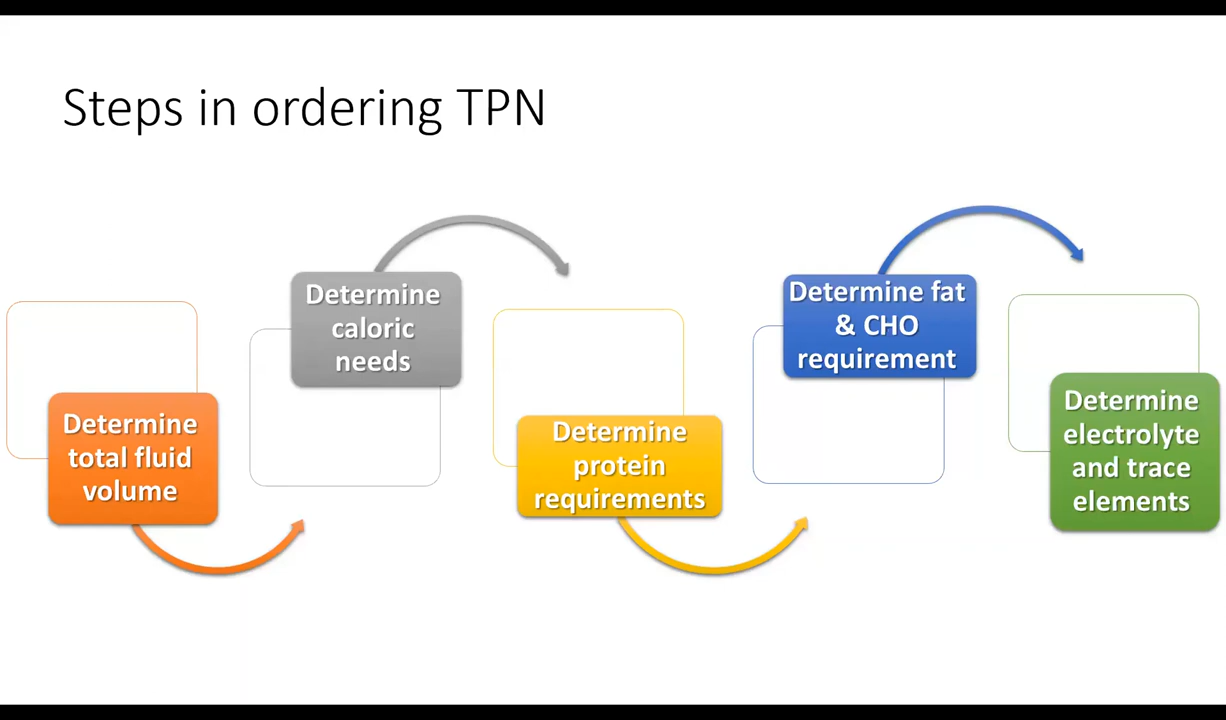 Steps in ordering TPN
Determine
total fluid
volume
Determine
caloric
needs
Determine
protein
requirements
Determine fat
& CHO
requirement
Determine
electrolyte
and trace
elements